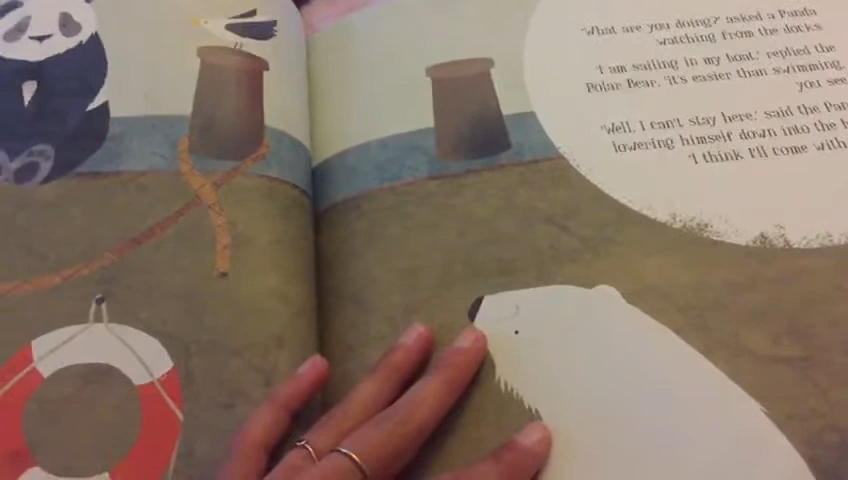 'What are you doing?' asked a Panda
watching from the docks.
'I am sailing in my boat,' replied the
Polar Bear. 'It's easier than swimming,
you see
'Well, I can't stay here,' said the
lowering himself down into the
'I think I'll come with